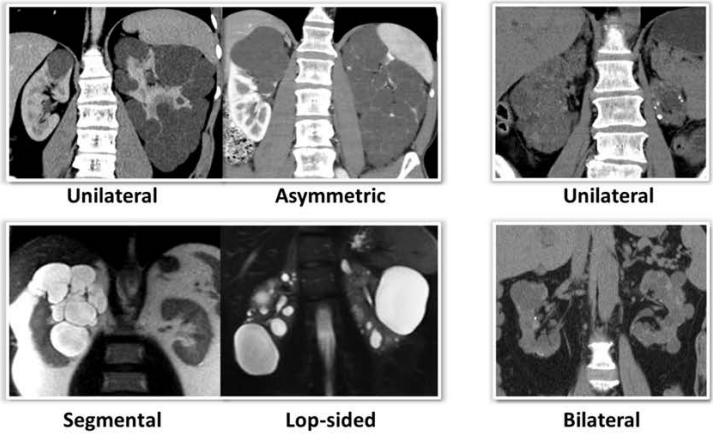 Unilateral
Asymmetric
Unilateral
Segmental
Lop-sided
Bilateral